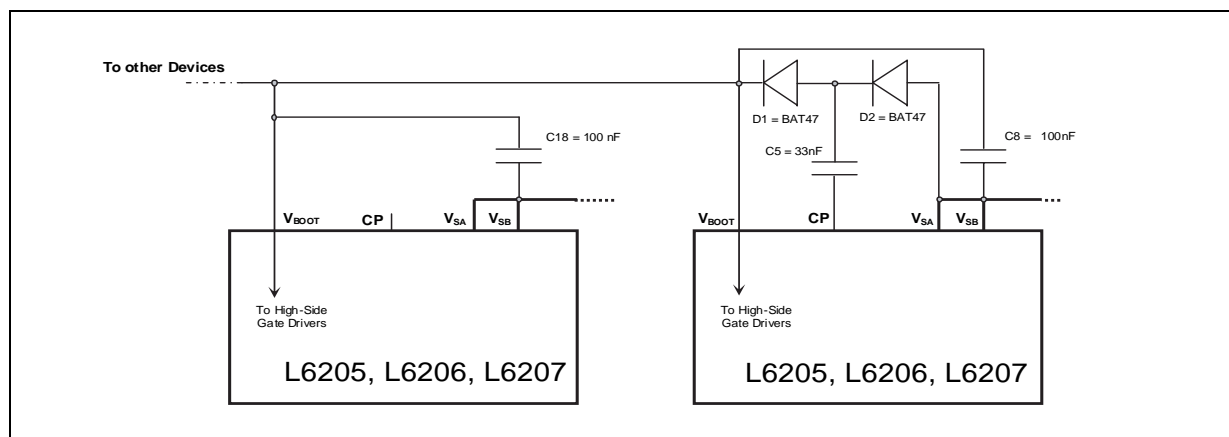 To other Devices
D1 = BAT47
D2 = BAT47
C18 = 100 nF
C5 = 33nF
C8 = 100nF
VBOOT
CP
VSA
VSB
VBOOT
CP
VSA
VSB
To High-Side
Gate Drivers
To High-Side
Gate Drivers
L6205, L6206, L6207
L6205, L6206, L6207